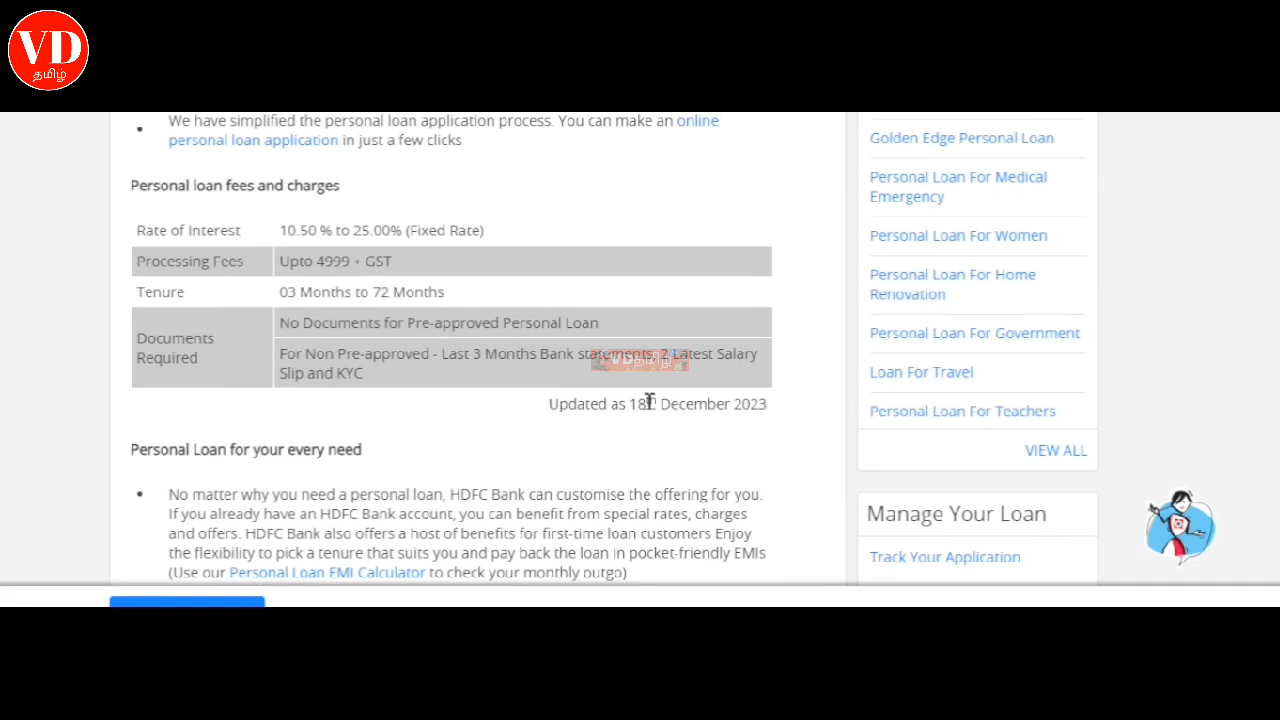 VD
தமிழ்
We have simplified the personal loan application process. You can make an online
personal loan application in just a few clicks
Personal loan fees and charges
Rate of Interest 10.50 % to 25.00% (Fixed Rate)
Processing Fees Upto 4999 + GST
Tenure 03 Months to 72 Months
Documents
Required
No Documents for Pre-approved Personal Loan
For Non Pre-approved - Last 3 Months Bank statements, 2 Latest Salary
Slip and KYC
VDதமிழ்
Updated as 18th December 2023
Personal Loan for your every need
No matter why you need a personal loan, HDFC Bank can customise the offering for you.
If you already have an HDFC Bank account, you can benefit from special rates, charges
and offers. HDFC Bank also offers a host of benefits for first-time loan customers Enjoy
the flexibility to pick a tenure that suits you and pay back the loan in pocket-friendly EMIs
(Use our Personal Loan EMI Calculator to check your monthly outgo)
Golden Edge Personal Loan
Personal Loan For Medical
Emergency
Personal Loan For Women
Personal Loan For Home
Renovation
Personal Loan For Government
Loan For Travel
Personal Loan For Teachers
VIEW ALL
Manage Your Loan
Track Your Application